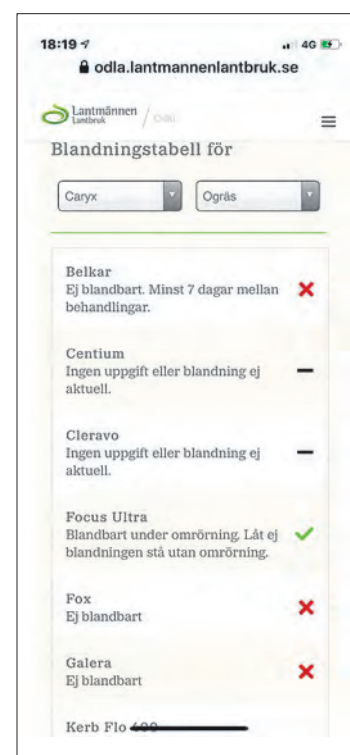 18:19 4G
odla.lantmannenlantbruk.se
Lantmännen
Lantbruk
Odla
Blandningstabell för
Caryx Ogräs
Belkar
Ej blandbart. Minst 7 dagar mellan
behandlingar.
Centium
Ingen uppgift eller blandning ej
aktuell.
Cleravo
Ingen uppgift eller blandning ej
aktuell.
Focus Ultra
Blandbart under omrörning. Låt ej
blandningen stå utan omrörning.
Fox
Ej blandbart
Galera
Ej blandbart
Kerb Flo 400